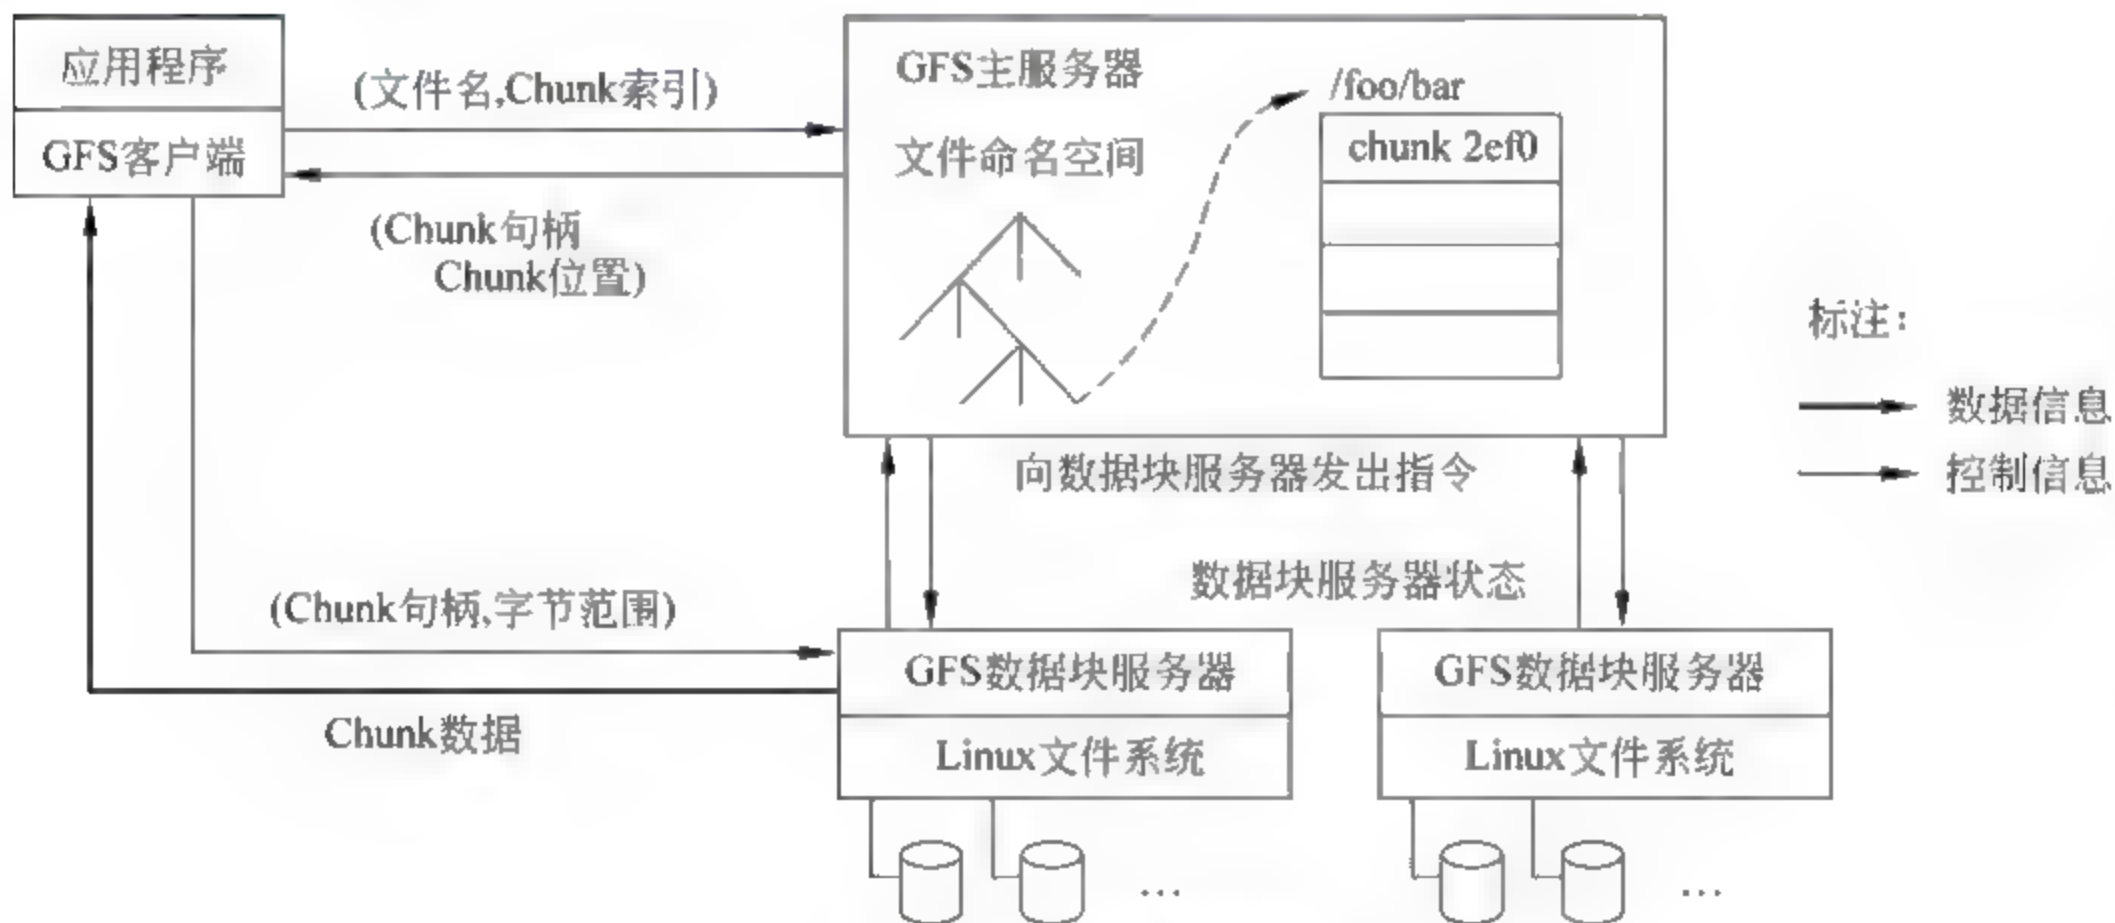 应用程序
GFS客户端
(文件名,Chunk索引)
(Chunk句柄
Chunk位置)
GFS主服务器
文件命名空间
/foo/bar
chunk 2ef0
标注：
数据信息
控制信息
向数据块服务器发出指令
数据块服务器状态
(Chunk句柄,字节范围)
Chunk数据
GFS数据块服务器
Linux文件系统
…
GFS数据块服务器
Linux文件系统
…